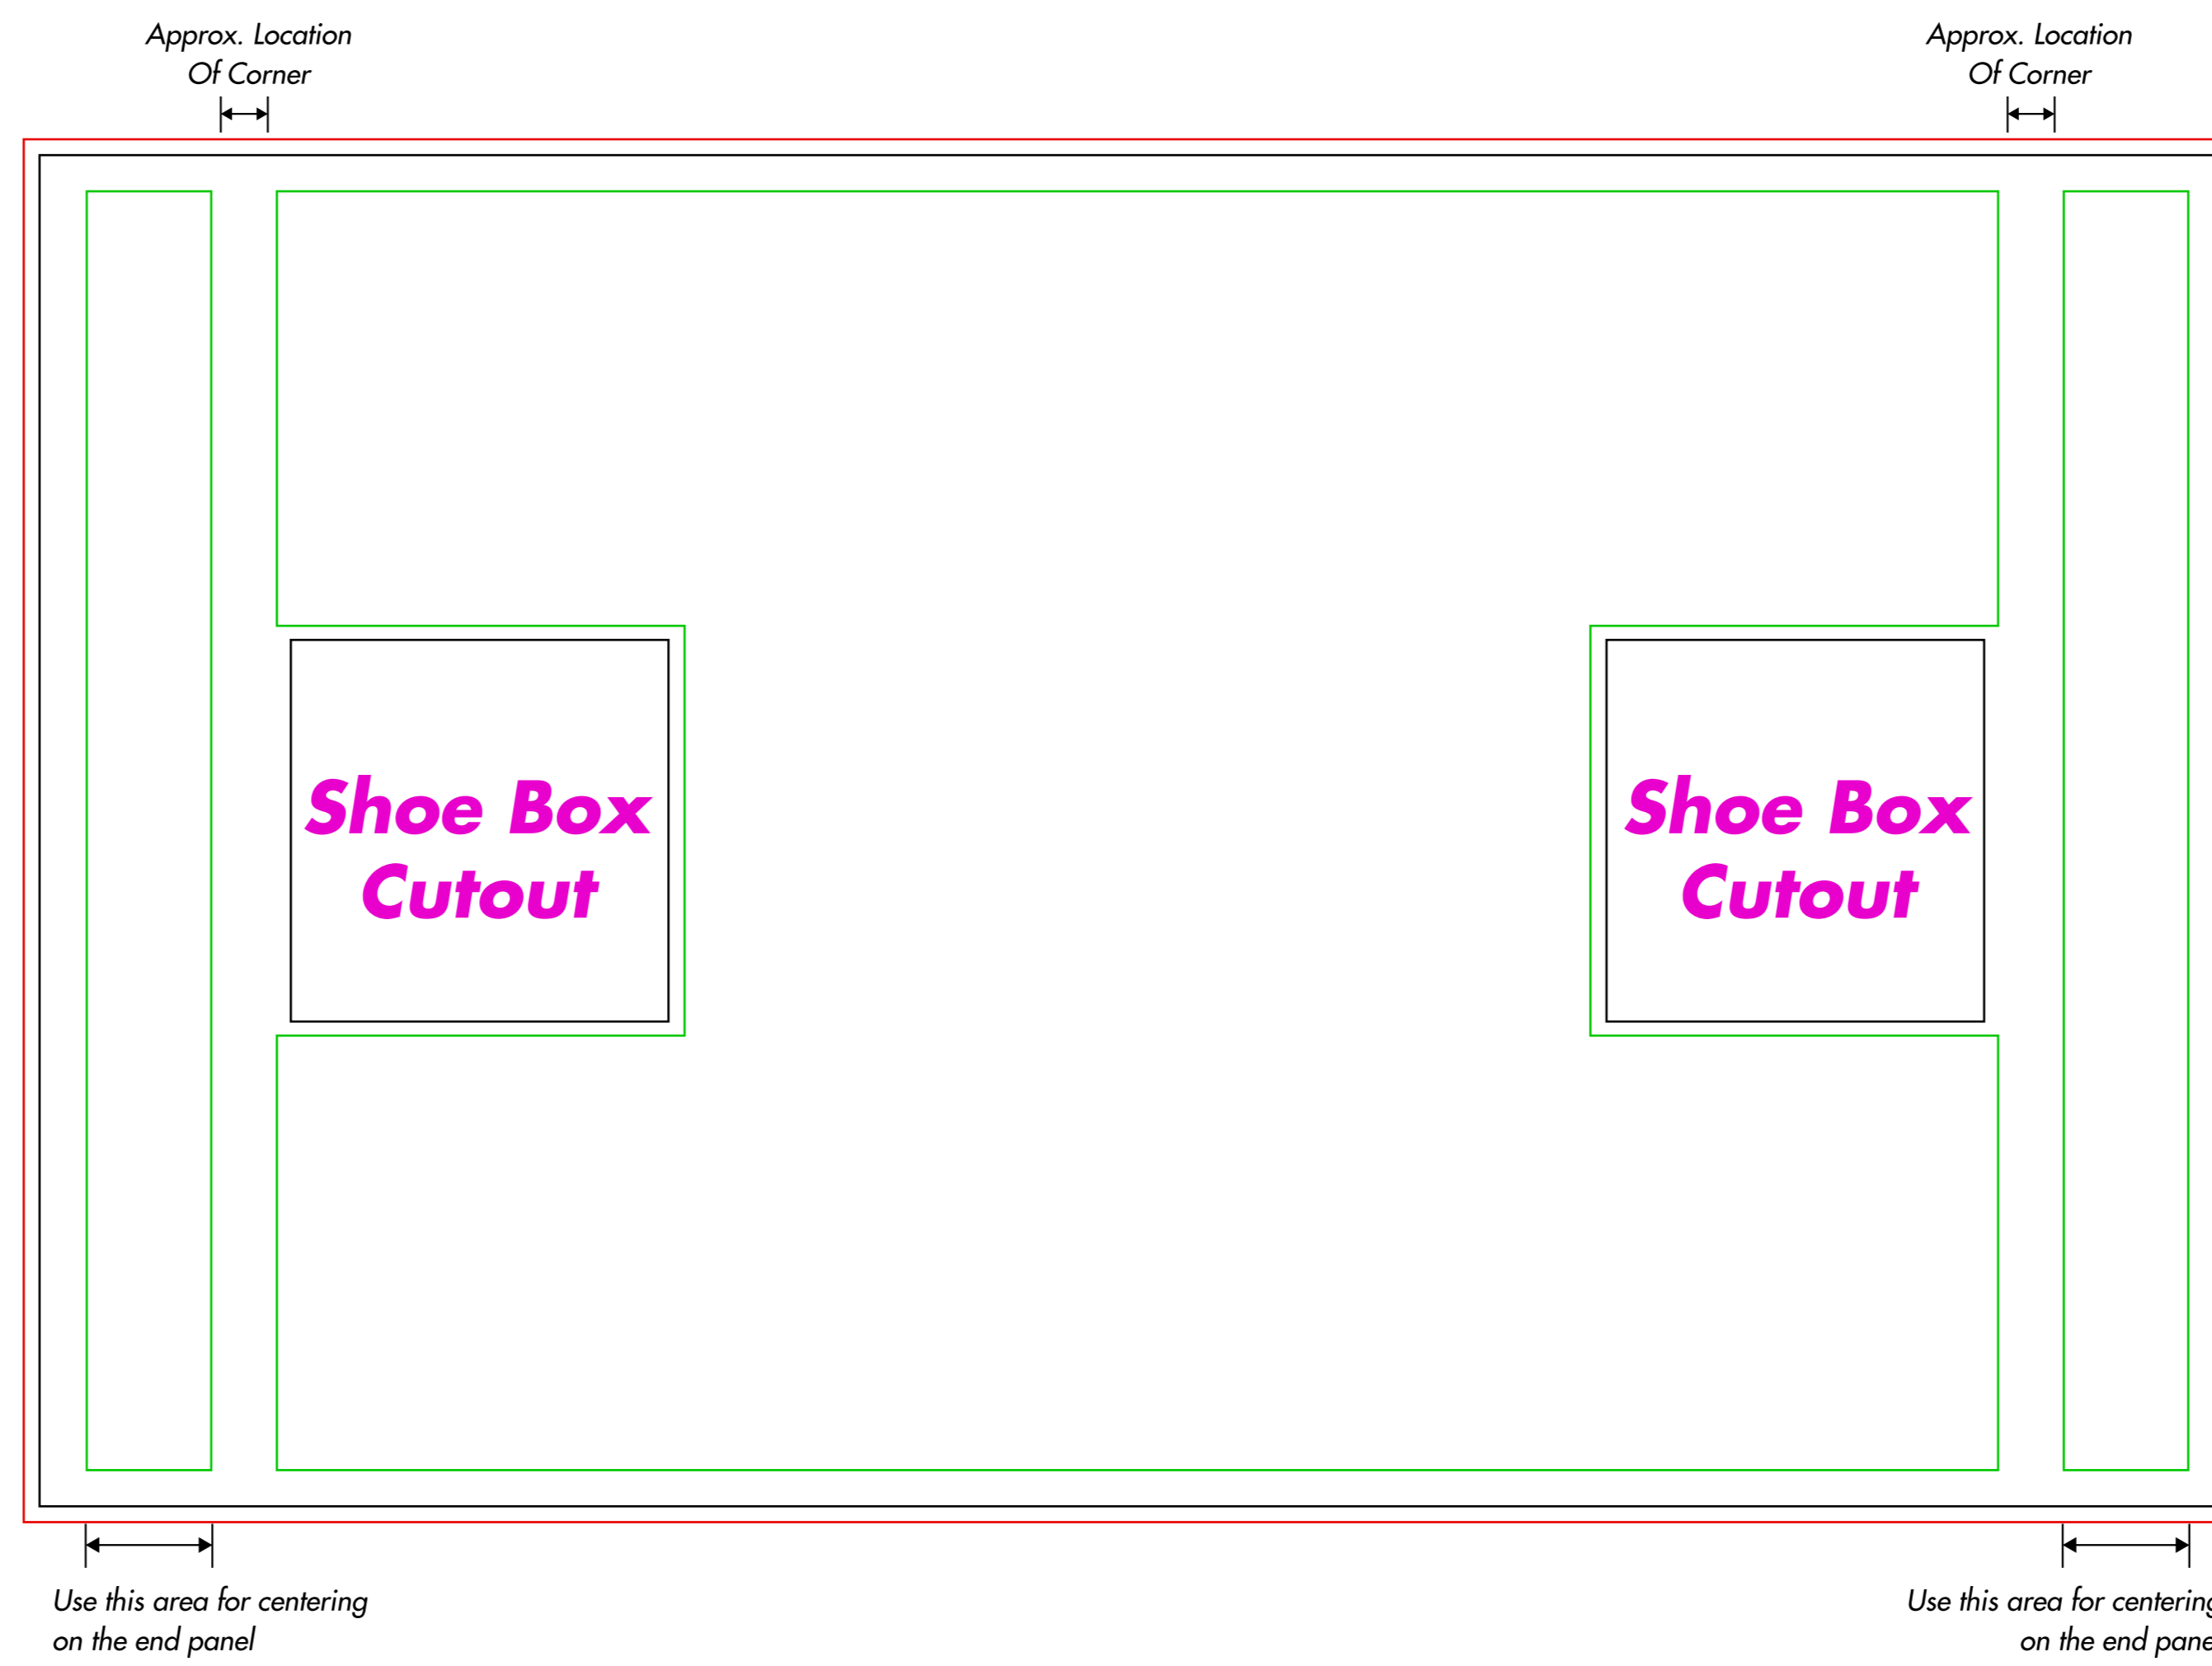 Approx. Location
Of Corner
Approx. Location
Of Corner
Shoe Box
Cutout
Shoe Box
Cutout
Use this area for centering
on the end panel
Use this area for centering
on the end pane